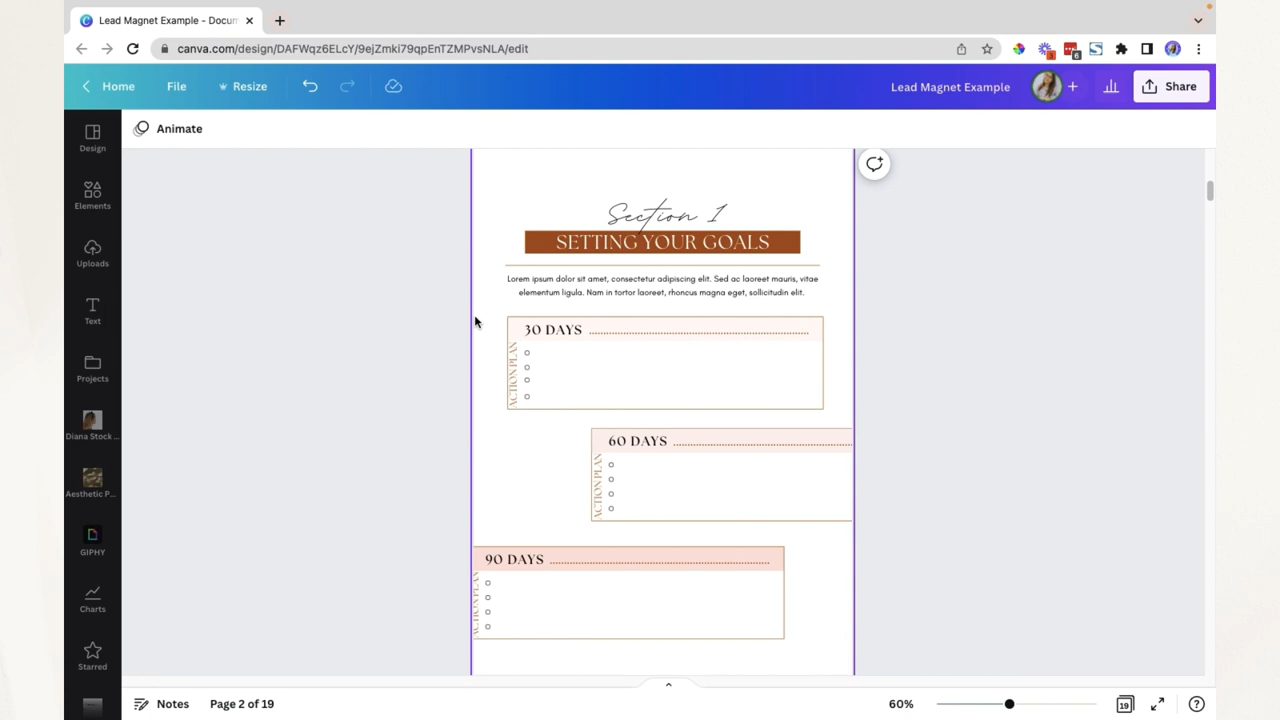 Lead Magnet Example - Docun
canva.com/design/DAFWqz6ELcY/9ejZmki79qpEnTZMPvsNLA/edit
Home File Resize
Lead Magnet Example
Share
Animate
Design
Elements
Uploads
Text
Projects
Diana Stock ...
Aesthetic P...
GIPHY
Charts
Starred
Section 1
SETTING YOUR GOALS
Lorem ipsum dolor sit amet, consectetur adipiscing elit. Sed ac laoreet mauris, vitae
elementum ligula. Nam in tortor laoreet, rhoncus magna eget, sollicitudin elit.
30 DAYS
ACTION PLAN
60 DAYS
ACTION PLAN
90 DAYS
ACTION PLAN
Notes Page 2 of 19
60%
19
?